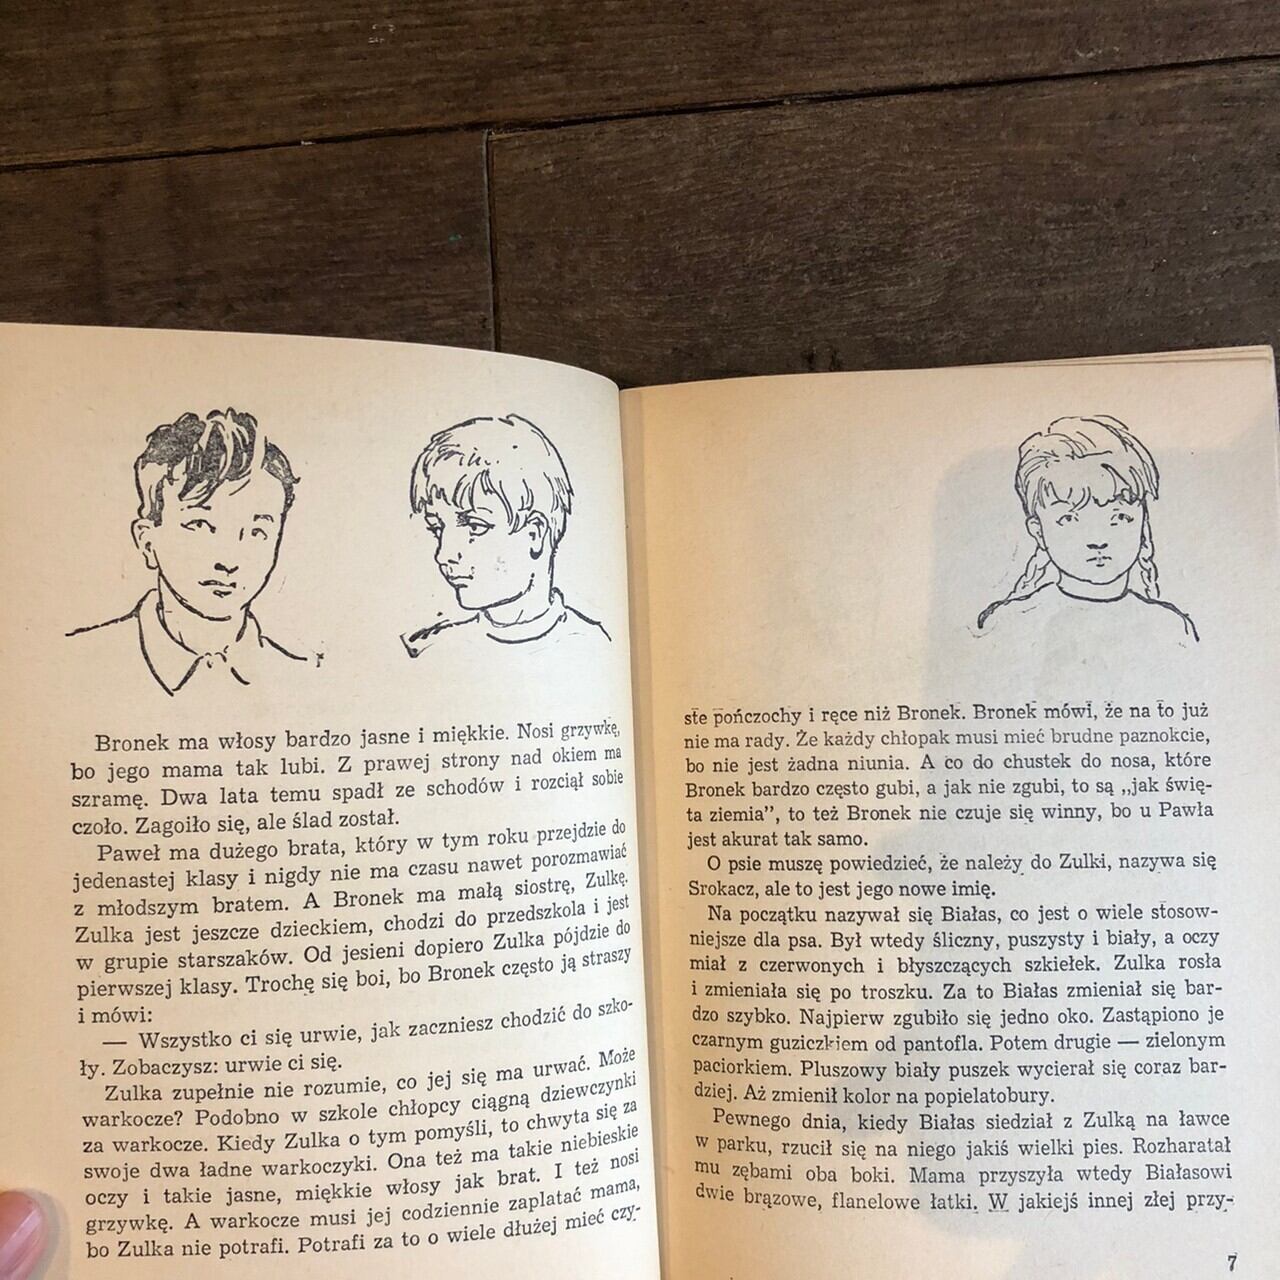 Bronek ma włosy bardzo jasne i miękkie. Nosi grzywkę,
bo jego mama tak lubi. Z prawej strony nad okiem ma
szramę. Dwa lata temu spadł ze schodów i rozciął sobie
czoło. Zagoiło się, ale ślad został.
Paweł ma dużego brata, który w tym roku przejdzie do
jedenastej klasy i nigdy nie ma czasu nawet porozmawiać
z młodszym bratem. A Bronek ma małą siostrę, Zulkę.
Zulka jest jeszcze dzieckiem, chodzi do przedszkola i jest
w grupie starszaków. Od jesieni dopiero Zulka pójdzie do
pierwszej klasy. Trochę się boi, bo Bronek często ją straszy
i mówi:
— Wszystko ci się urwie, jak zaczniesz chodzić do szko-
ły. Zobaczysz: urwie ci się.
Zulka zupełnie nie rozumie, co jej się ma urwać. Może
warkocze? Podobno w szkole chłopcy ciągną dziewczynki
za warkocze. Kiedy Zulka o tym pomyśli, to chwyta się za
swoje dwa ładne warkoczyki. Ona też ma takie niebieskie
oczy i takie jasne, miękkie włosy jak brat. I też nosi
grzywkę. A warkocze musi jej codziennie zaplatać mama,
bo Zulka nie potrafi. Potrafi za to o wiele dłużej mieć czy-
ste pończochy i ręce niż Bronek. Bronek mówi, że na to już
nie ma rady. Że każdy chłopak musi mieć brudne paznokcie,
bo nie jest żadna niunia. A co do chustek do nosa, które
Bronek bardzo często gubi, a jak nie zgubi, to są „jak świę-
ta ziemia”, to też Bronek nie czuje się winny, bo u Pawła
jest akurat tak samo.
O psie muszę powiedzieć, że należy do Zulki, nazywa się
Srokacz, ale to jest jego nowe imię.
Na początku nazywał się Białas, co jest o wiele stosow-
niejsze dla psa. Był wtedy śliczny, puszysty i biały, a oczy
miał z czerwonych i błyszczących szkiełek. Zulka rosła
i zmieniała się po troszku. Za to Białas zmieniał się bar-
dzo szybko. Najpierw zgubiło się jedno oko. Zastąpiono je
czarnym guziczkiem od pantofla. Potem drugie — zielonym
paciorkiem. Pluszowy biały puszek wycierał się coraz bar-
dziej. Aż zmienił kolor na popielatobury.
Pewnego dnia, kiedy Białas siedział z Zulką na ławce
w parku, rzucił się na niego jakiś wielki pies. Rozharatał
mu zębami oba boki. Mama przyszyła wtedy Białasowi
dwie brązowe, flanelowe łatki. W jakiejś innej złej przy-
7